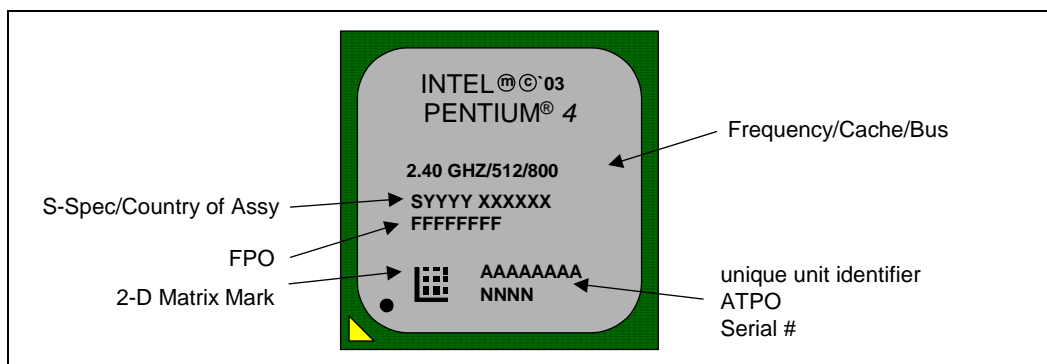 INTEL ⓜ©`03
PENTIUM® 4
2.40 GHZ/512/800
SYYYY XXXXXX
FFFFFFFF
AAAAAAAA
NNNN
Frequency/Cache/Bus
S-Spec/Country of Assy
FPO
2-D Matrix Mark
unique unit identifier
ATPO
Serial #